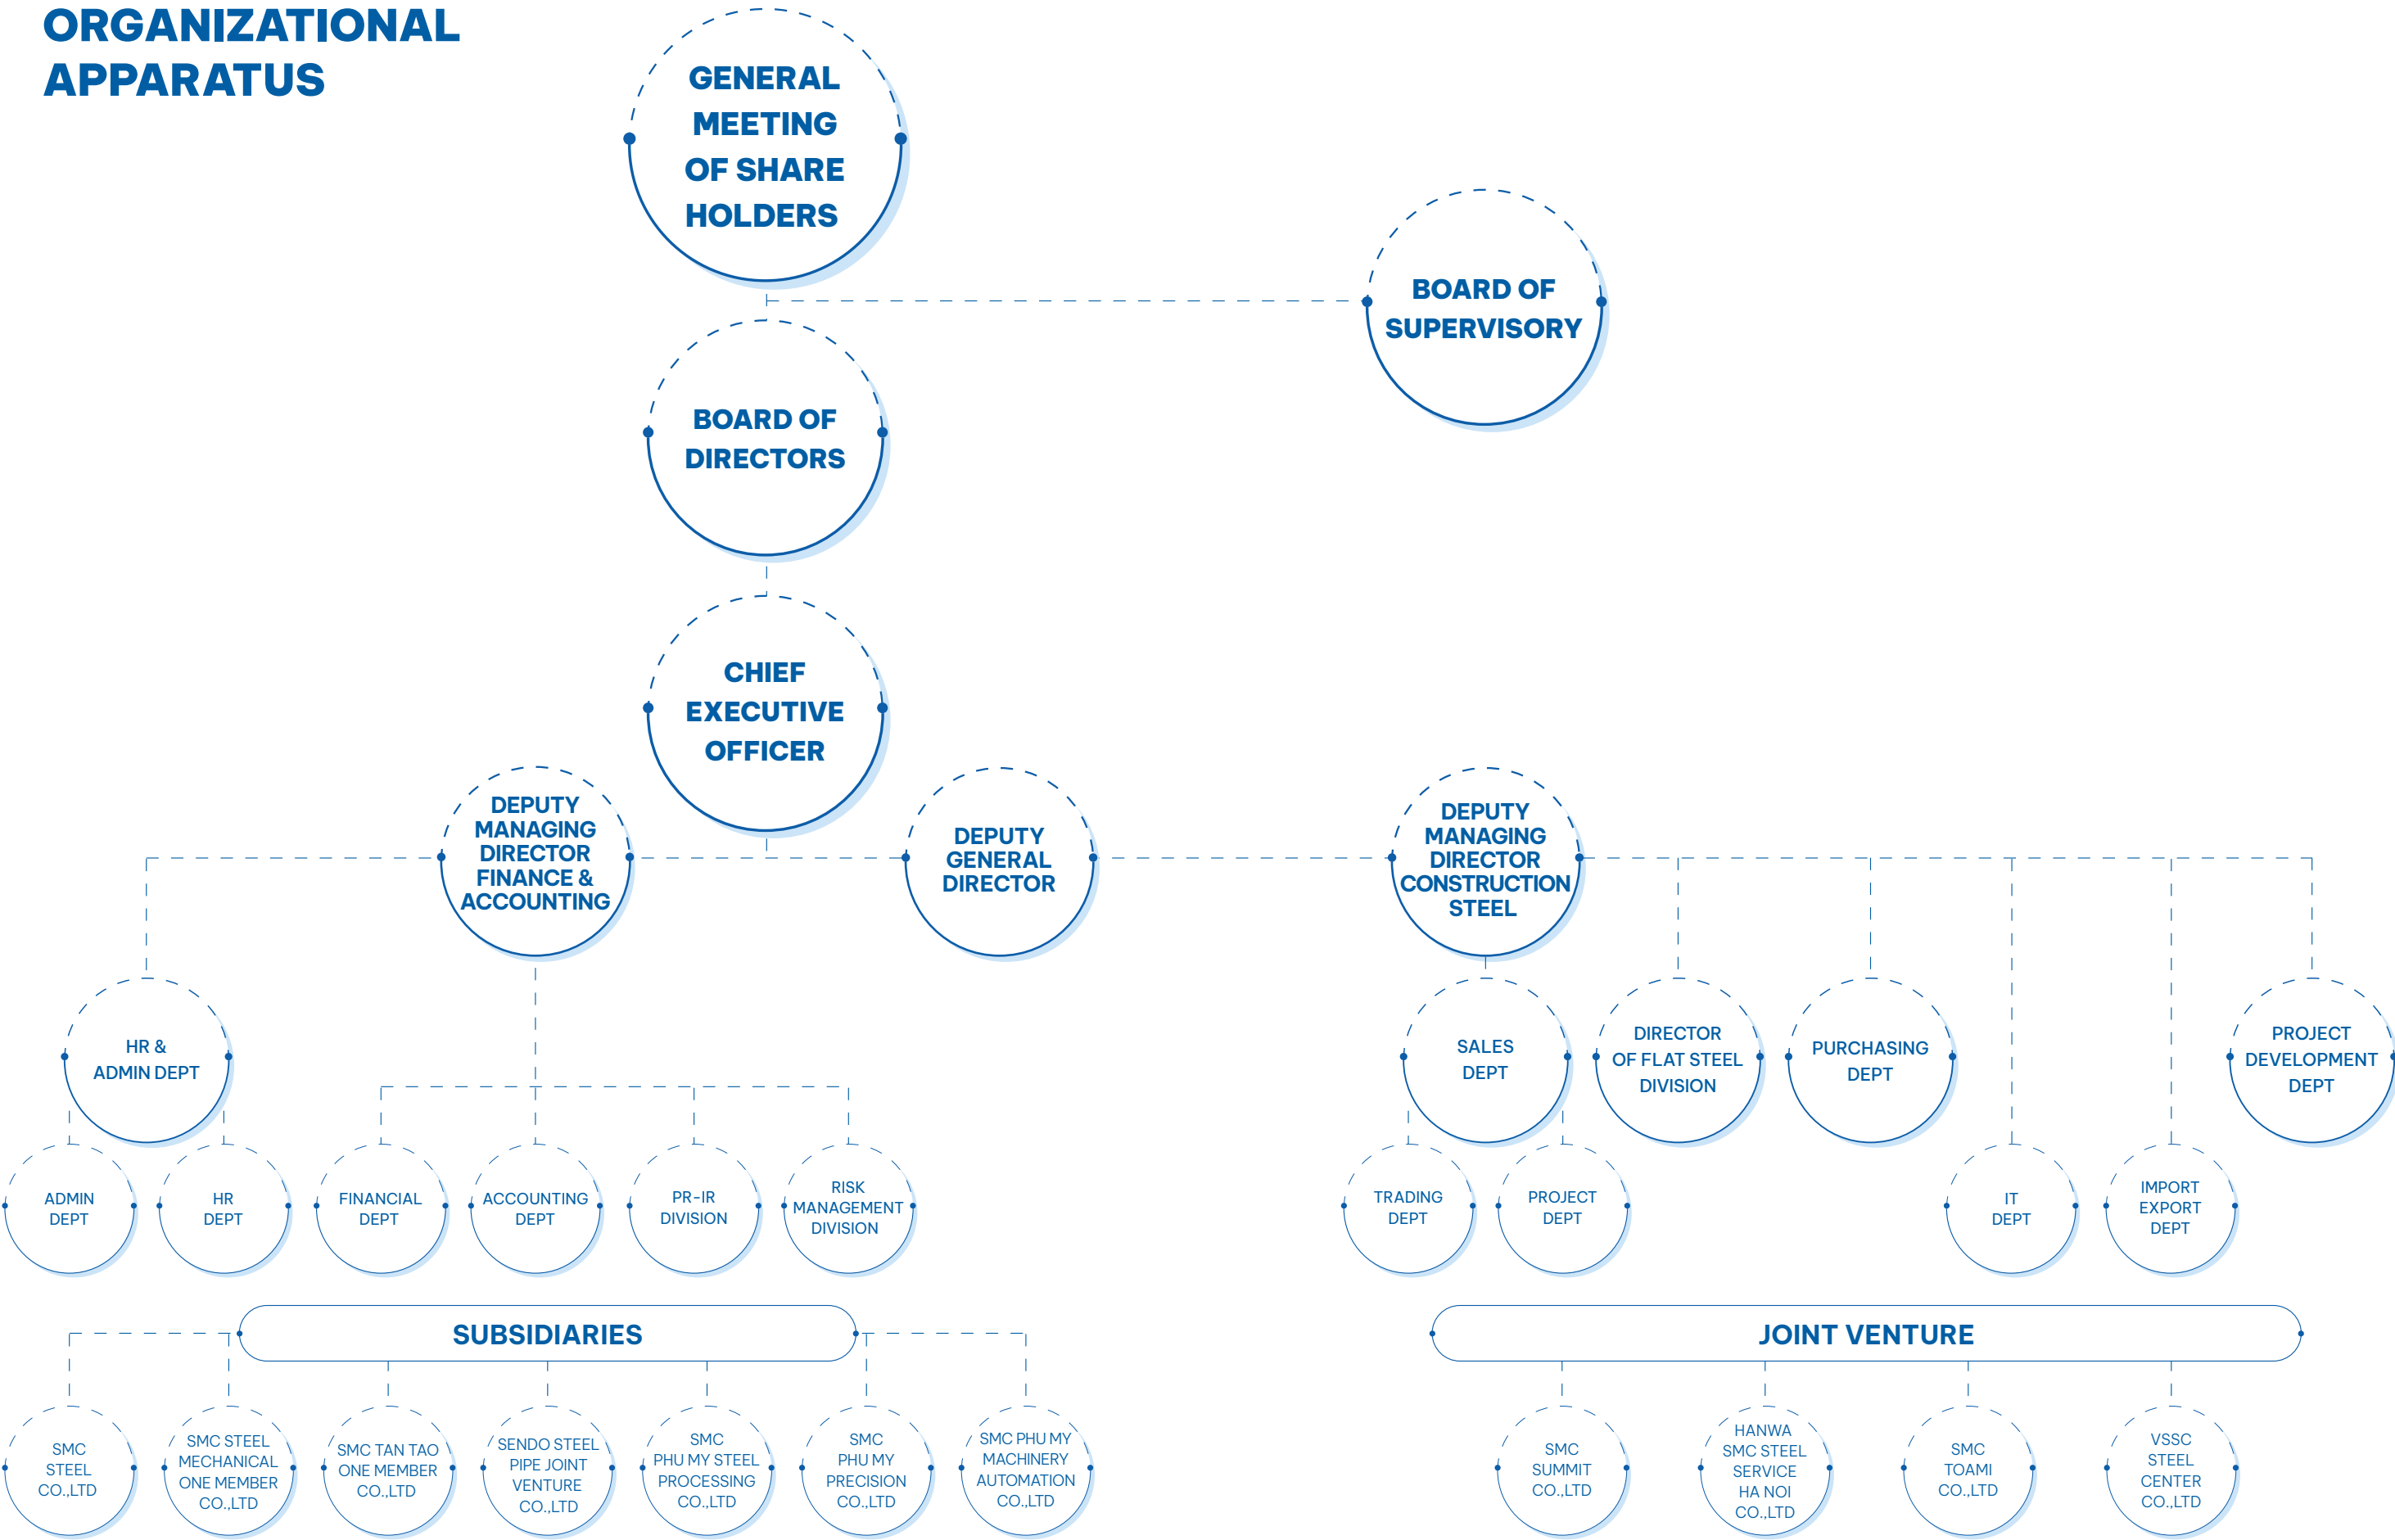 ORGANIZATIONAL
APPARATUS
GENERAL
MEETING
OF SHARE
HOLDERS
BOARD OF
SUPERVISORY
BOARD OF
DIRECTORS
CHIEF
EXECUTIVE
OFFICER
DEPUTY
MANAGING
DIRECTOR
FINANCE &
ACCOUNTING
DEPUTY
GENERAL
DIRECTOR
DEPUTY
MANAGING
DIRECTOR
CONSTRUCTION
STEEL
HR &
ADMIN DEPT
SALES
DEPT
DIRECTOR
OF FLAT STEEL
DIVISION
PURCHASING
DEPT
PROJECT
DEVELOPMENT
DEPT
ADMIN
DEPT
HR
DEPT
FINANCIAL
DEPT
ACCOUNTING
DEPT
PR-IR
DIVISION
RISK
MANAGEMENT
DIVISION
TRADING
DEPT
PROJECT
DEPT
IT
DEPT
IMPORT
EXPORT
DEPT
SUBSIDIARIES
JOINT VENTURE
SMC
STEEL
CO.,LTD
SMC STEEL
MECHANICAL
ONE MEMBER
CO.,LTD
SMC TAN TAO
ONE MEMBER
CO.,LTD
SENDO STEEL
PIPE JOINT
VENTURE
CO.,LTD
SMC
PHU MY STEEL
PROCESSING
CO.,LTD
SMC
PHU MY
PRECISION
CO.,LTD
SMC PHU MY
MACHINERY
AUTOMATION
CO.,LTD
SMC
SUMMIT
CO.,LTD
HANWA
SMC STEEL
SERVICE
HA NOI
CO.,LTD
SMC
TOAMI
CO.,LTD
VSSC
STEEL
CENTER
CO.,LTD